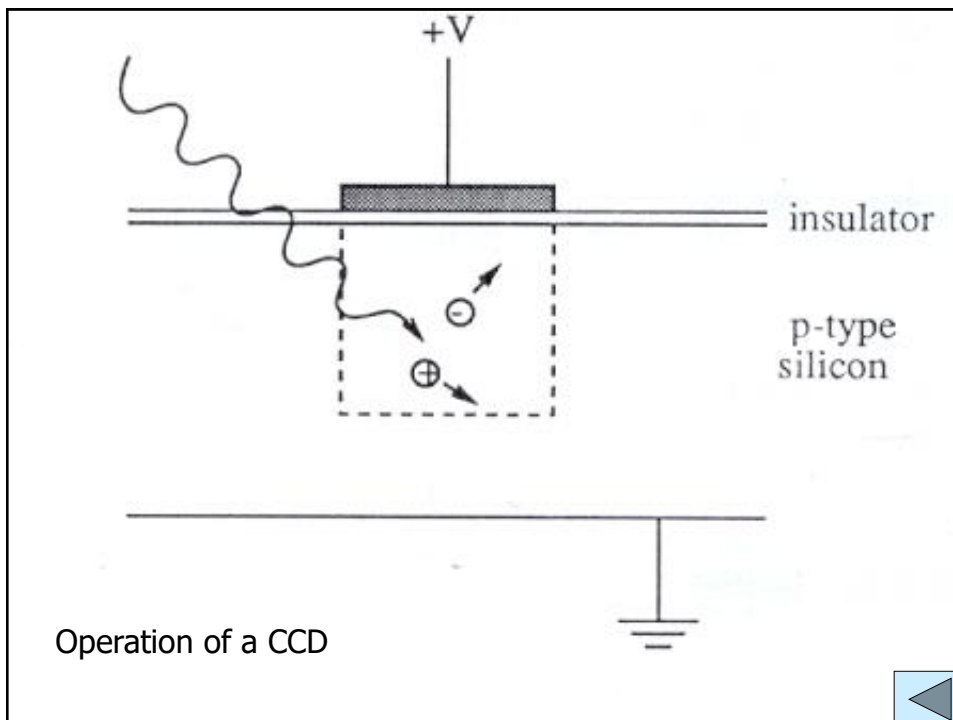 +V
insulator
p-type
silicon
-
+
Operation of a CCD